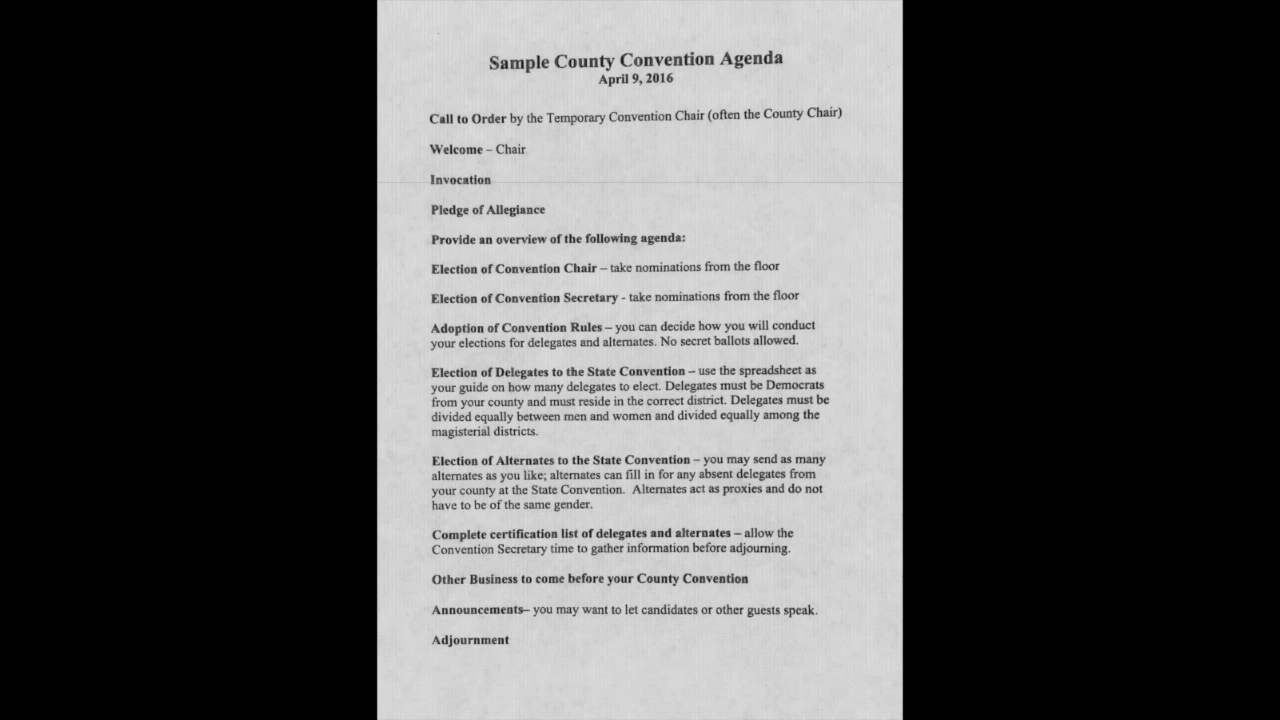 Sample County Convention Agenda
April 9, 2016
Call to Order by the Temporary Convention Chair (often the County Chair)
Welcome – Chair
Invocation
Pledge of Allegiance
Provide an overview of the following agenda:
Election of Convention Chair – take nominations from the floor
Election of Convention Secretary - take nominations from the floor
Adoption of Convention Rules – you can decide how you will conduct
your elections for delegates and alternates. No secret ballots allowed.
Election of Delegates to the State Convention – use the spreadsheet as
your guide on how many delegates to elect. Delegates must be Democrats
from your county and must reside in the correct district. Delegates must be
divided equally between men and women and divided equally among the
magisterial districts.
Election of Alternates to the State Convention – you may send as many
alternates as you like; alternates can fill in for any absent delegates from
your county at the State Convention.  Alternates act as proxies and do not
have to be of the same gender.
Complete certification list of delegates and alternates – allow the
Convention Secretary time to gather information before adjourning.
Other Business to come before your County Convention
Announcements– you may want to let candidates or other guests speak.
Adjournment